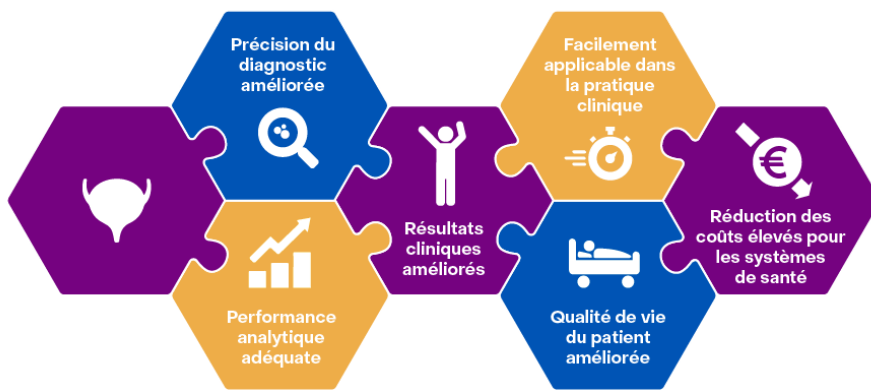 Précision du
diagnostic
améliorée
Performance
analytique
adéquate
Résultats
cliniques
améliorés
Facilement
applicable dans
la pratique
clinique
Qualité de vie
du patient
améliorée
€
Réduction des
coûts élevés pour
les systèmes
de santé